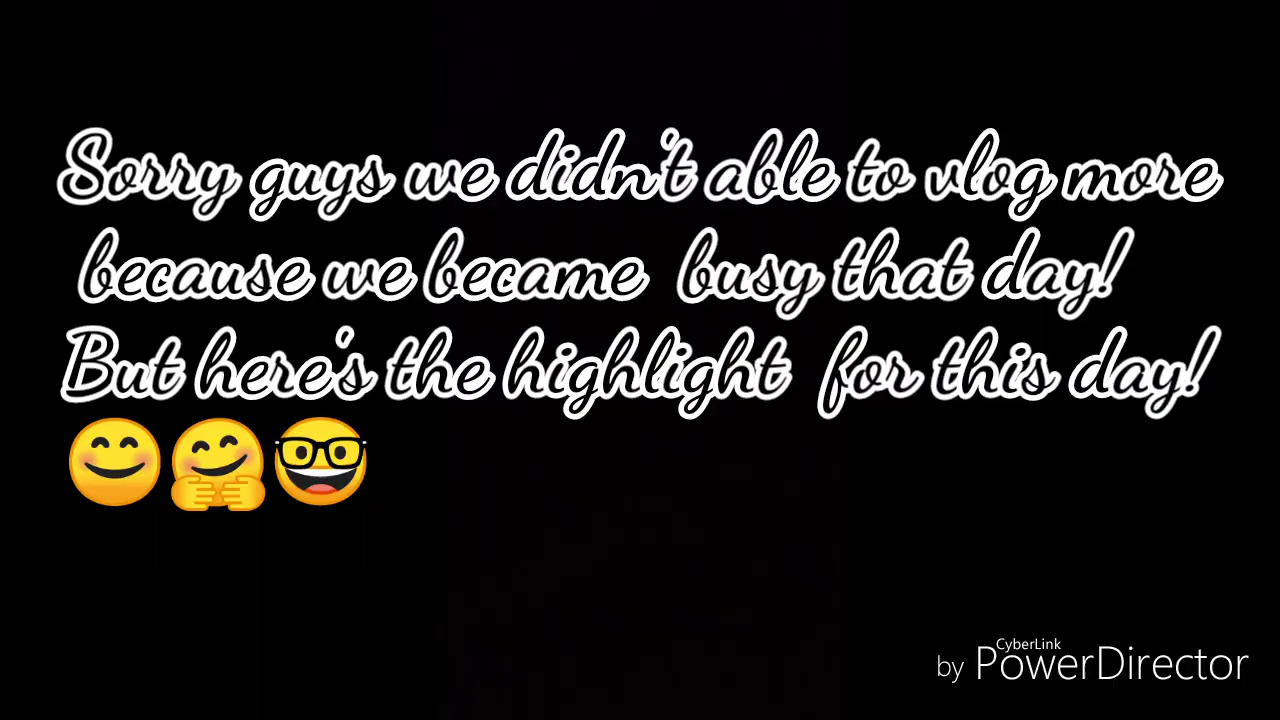 Sorry guys we didn't able to vlog more
because we became busy that day!
But here's the highlight for this day!
😊🤗🤓
CyberLink
by PowerDirector